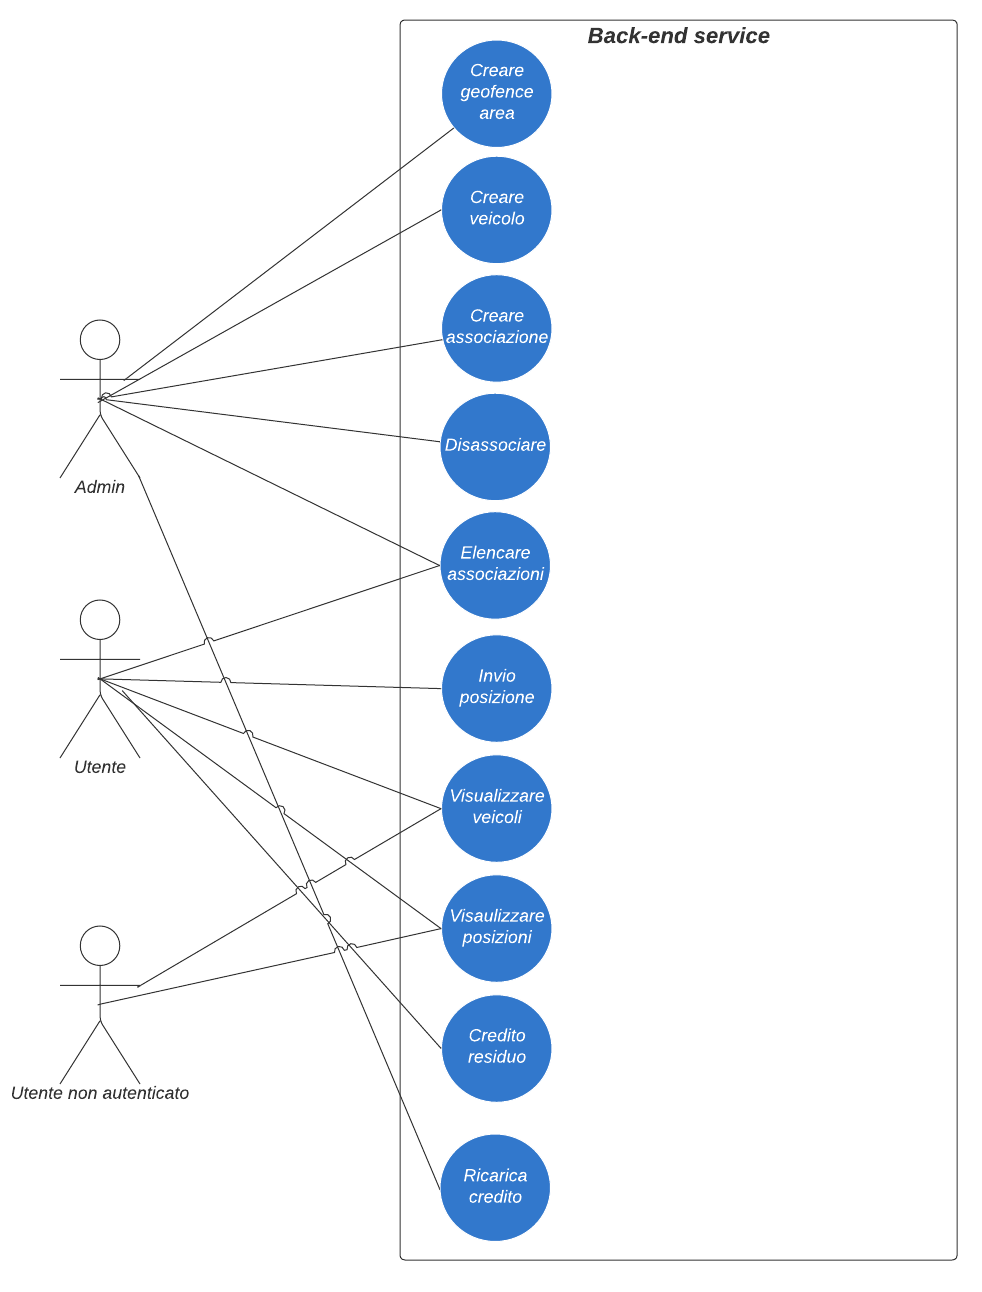 Back-end service
Creare
geofence
area
Creare
veicolo
Creare
associazione
Disassociare
Admin
Elencare
associazioni
Invio
posizione
Utente
Visualizzare
veicoli
Visaulizzare
posizioni
Credito
residuo
Utente non autenticato
Ricarica
credito